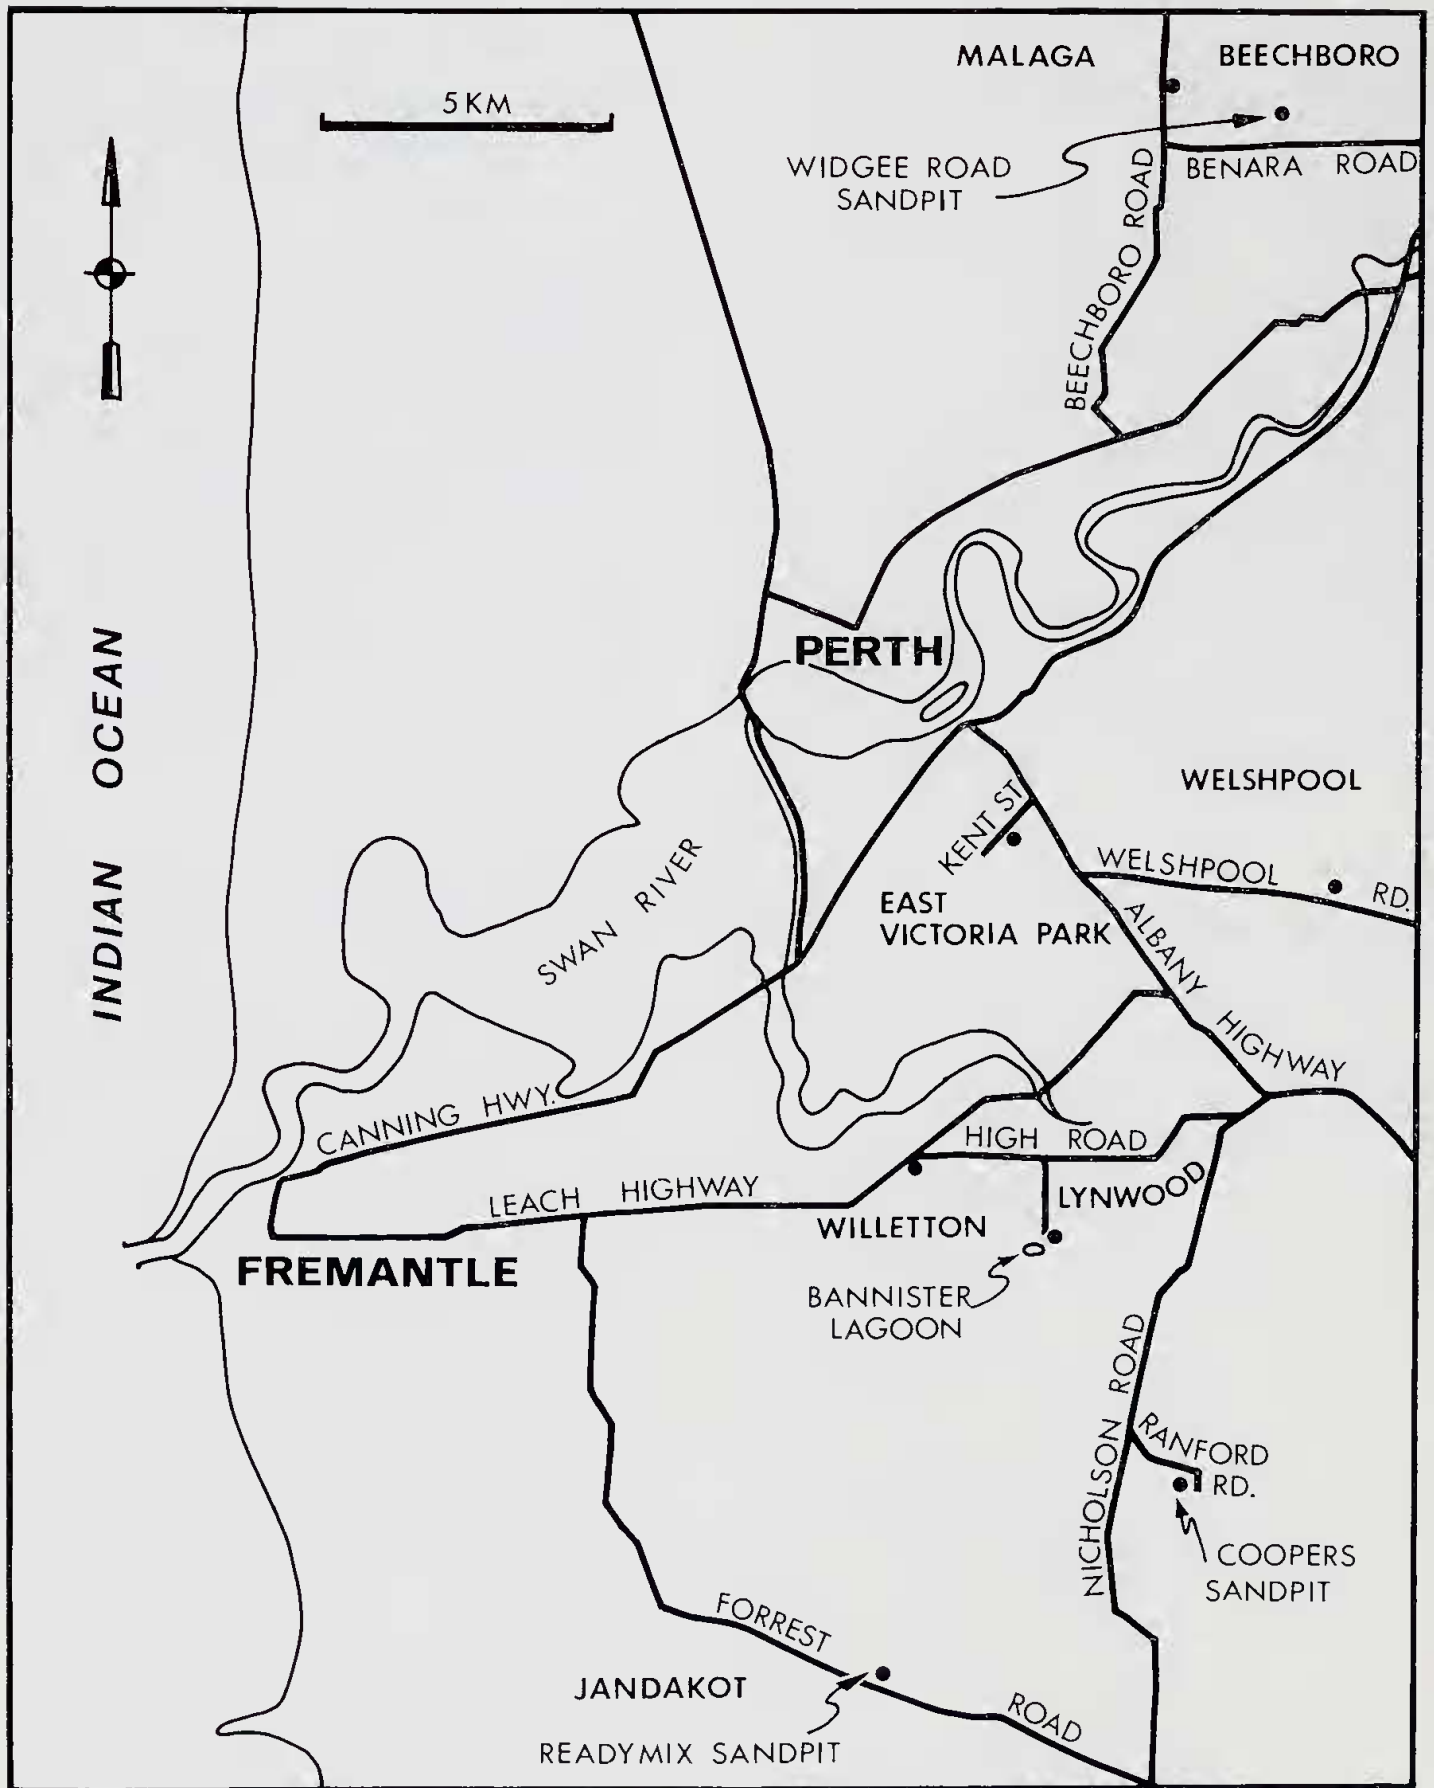 MALAGA
BEECHBORO
5 KM
WIDGEE ROAD
SANDPIT
BENARA ROAD
BEECHBORO ROAD
INDIAN OCEAN
PERTH
WELSHPOOL
KENT ST
WELSHPOOL RD.
SWAN RIVER
EAST
VICTORIA PARK
ALBANY HIGHWAY
CANNING HWY.
HIGH ROAD
LEACH HIGHWAY
LYNWOOD
WILLETTON
FREMANTLE
BANNISTER
LAGOON
NICHOLSON ROAD
RANFORD
RD.
COOPERS
SANDPIT
FORREST ROAD
JANDAKOT
READYMIX SANDPIT